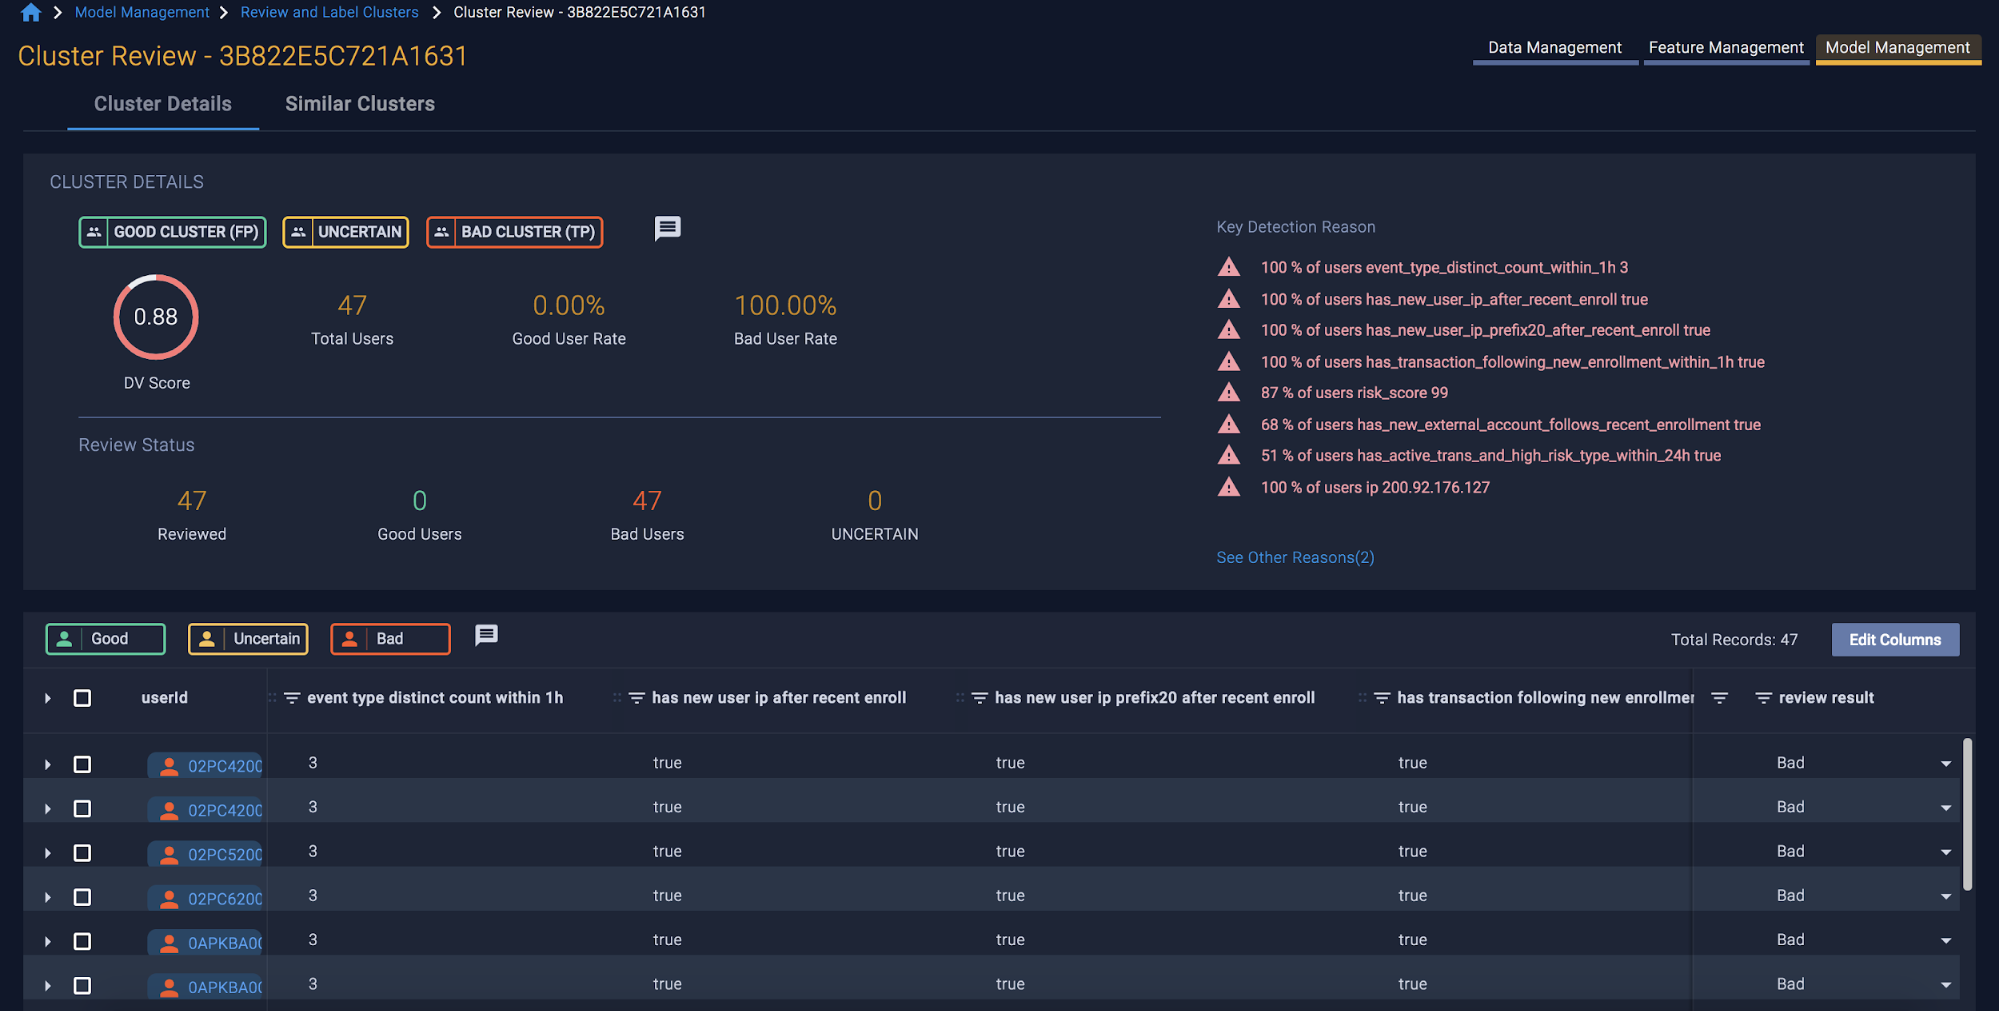 Model Management Review and Label Clusters Cluster Review - 3B822E5C721A1631
Cluster Review - 3B822E5C721A1631
Data Management Feature Management Model Management
Cluster Details Similar Clusters
CLUSTER DETAILS
GOOD CLUSTER (FP) UNCERTAIN BAD CLUSTER (TP)
0.88
DV Score
47
Total Users
0.00%
Good User Rate
100.00%
Bad User Rate
Review Status
47
Reviewed
0
Good Users
47
Bad Users
0
UNCERTAIN
Key Detection Reason
100 % of users event_type_distinct_count_within_1h 3
100 % of users has_new_user_ip_after_recent_enroll true
100 % of users has_new_user_ip_prefix20_after_recent_enroll true
100 % of users has_transaction_following_new_enrollment_within_1h true
87 % of users risk_score 99
68 % of users has_new_external_account_follows_recent_enrollment true
51 % of users has_active_trans_and_high_risk_type_within_24h true
100 % of users ip 200.92.176.127
See Other Reasons(2)
Good Uncertain Bad
Total Records: 47 Edit Columns
userId event type distinct count within 1h has new user ip after recent enroll has new user ip prefix20 after recent enroll has transaction following new enrollmer review result
02PC4200 3 true true true Bad
02PC4200 3 true true true Bad
02PC5200 3 true true true Bad
02PC6200 3 true true true Bad
0APKBA00 3 true true true Bad
0APKBA00 3 true true true Bad